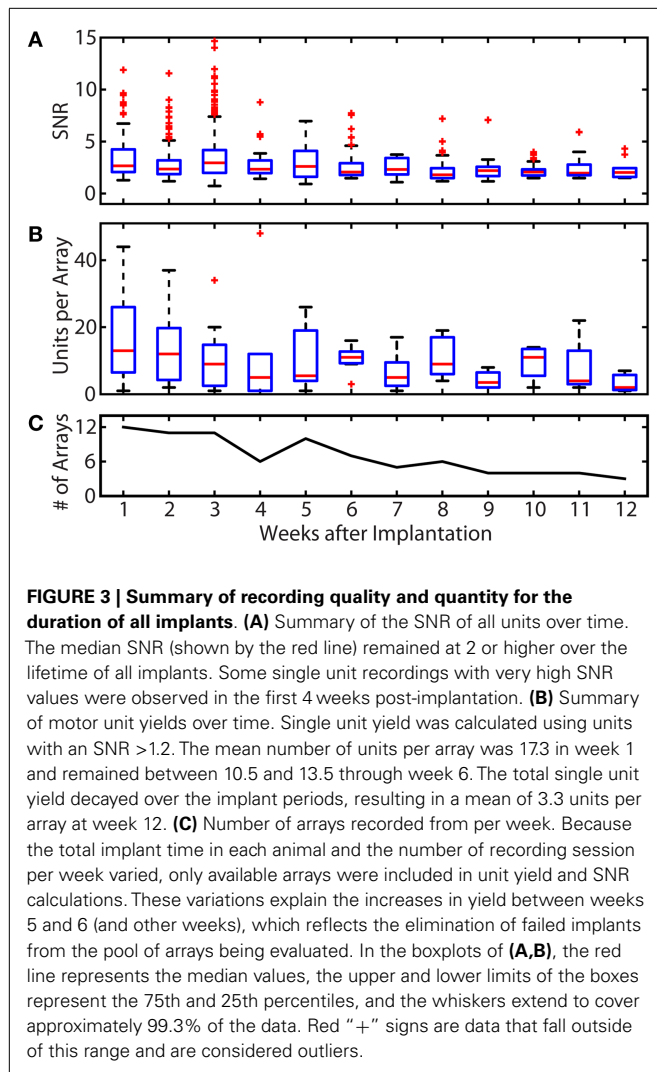 A
15
10
5
0
SNR
B
40
20
0
Units per Array
C
12
6
0
# of Arrays
1 2 3 4 5 6 7 8 9 10 11 12
Weeks after Implantation
FIGURE 3 | Summary of recording quality and quantity for the
duration of all implants. (A) Summary of the SNR of all units over time.
The median SNR (shown by the red line) remained at 2 or higher over the
lifetime of all implants. Some single unit recordings with very high SNR
values were observed in the first 4 weeks post-implantation. (B) Summary
of motor unit yields over time. Single unit yield was calculated using units
with an SNR >1.2. The mean number of units per array was 17.3 in week 1
and remained between 10.5 and 13.5 through week 6. The total single unit
yield decayed over the implant periods, resulting in a mean of 3.3 units per
array at week 12. (C) Number of arrays recorded from per week. Because
the total implant time in each animal and the number of recording session
per week varied, only available arrays were included in unit yield and SNR
calculations. These variations explain the increases in yield between weeks
5 and 6 (and other weeks), which reflects the elimination of failed implants
from the pool of arrays being evaluated. In the boxplots of (A,B), the red
line represents the median values, the upper and lower limits of the boxes
represent the 75th and 25th percentiles, and the whiskers extend to cover
approximately 99.3% of the data. Red "+" signs are data that fall outside
of this range and are considered outliers.